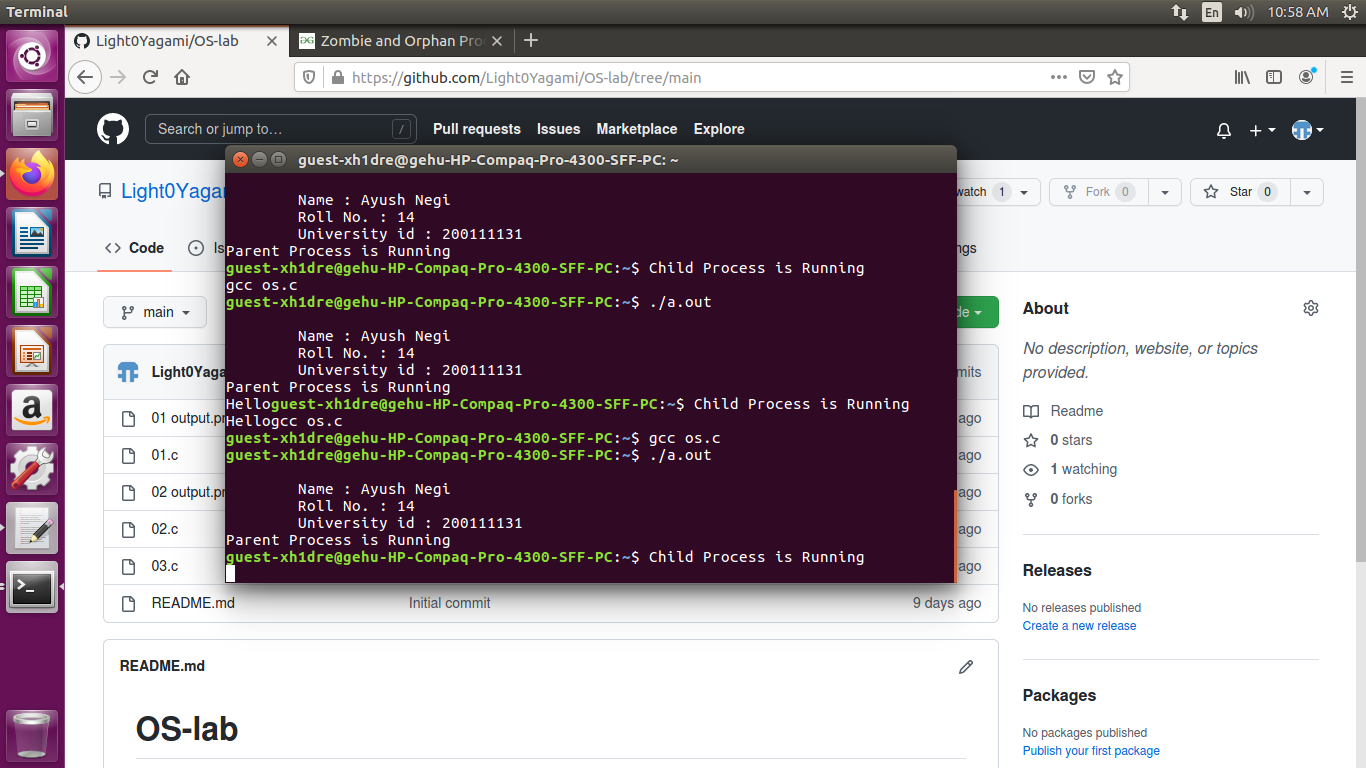 Terminal
En
10:58 AM
Light0Yagami/OS-lab
Zombie and Orphan Pro
https://github.com/Light0Yagami/OS-lab/tree/main
Search or jump to…
/
Pull requests Issues Marketplace Explore
guest-xh1dre@gehu-HP-Compaq-Pro-4300-SFF-PC: ~
Light0Yaga
watch 1
Fork 0
Star 0
Code
Is
ngs
Name : Ayush Negi
Roll No. : 14
University id : 200111131
Parent Process is Running
guest-xh1dre@gehu-HP-Compaq-Pro-4300-SFF-PC:~$ Child Process is Running
gcc os.c
guest-xh1dre@gehu-HP-Compaq-Pro-4300-SFF-PC:~$ ./a.out
Name : Ayush Negi
Roll No. : 14
University id : 200111131
Parent Process is Running
Helloguest-xh1dre@gehu-HP-Compaq-Pro-4300-SFF-PC:~$ Child Process is Running
Hellogcc os.c
guest-xh1dre@gehu-HP-Compaq-Pro-4300-SFF-PC:~$ gcc os.c
guest-xh1dre@gehu-HP-Compaq-Pro-4300-SFF-PC:~$ ./a.out
Name : Ayush Negi
Roll No. : 14
University id : 200111131
Parent Process is Running
guest-xh1dre@gehu-HP-Compaq-Pro-4300-SFF-PC:~$ Child Process is Running
main
de
Light0Yaga
mits
01 output.pn
ago
01.c
ago
02 output.pn
ago
02.c
ago
03.c
ago
README.md Initial commit 9 days ago
README.md
OS-lab
About
No description, website, or topics
provided.
Readme
0 stars
1 watching
0 forks
Releases
No releases published
Create a new release
Packages
No packages published
Publish your first package